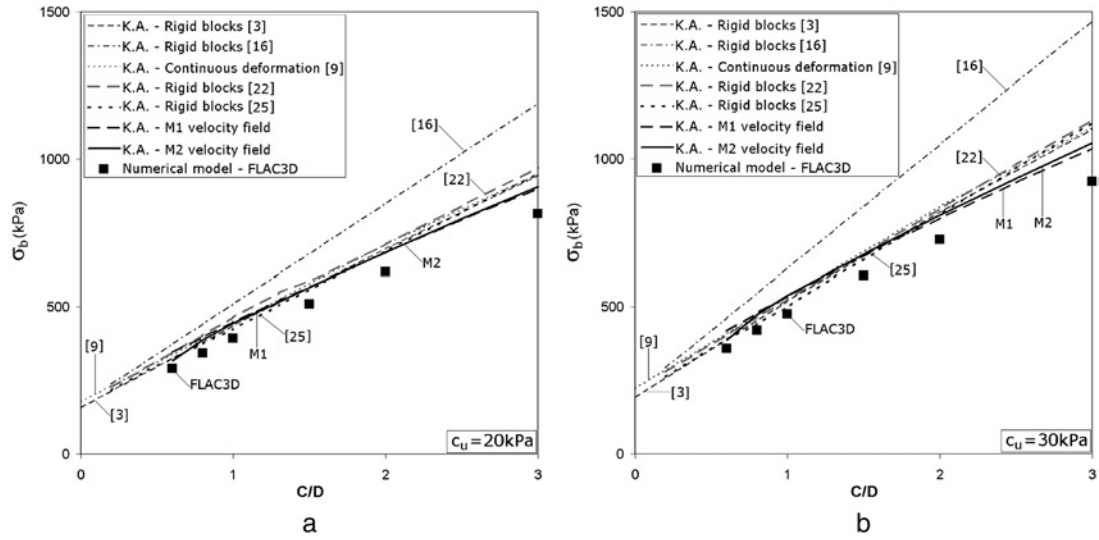 1500
K.A. - Rigid blocks [3]
K.A. - Rigid blocks [16]
K.A. - Continuous deformation [9]
K.A. - Rigid blocks [22]
K.A. - Rigid blocks [25]
K.A. - M1 velocity field
K.A. - M2 velocity field
Numerical model - FLAC3D
[16]
1000
[22]
σb(kPa)
M2
500
[25]
[9]
M1
FLAC3D
[3]
cu=20kPa
0
0 1 2 3
C/D
a
1500
K.A. - Rigid blocks [3]
K.A. - Rigid blocks [16]
K.A. - Continuous deformation [9]
K.A. - Rigid blocks [22]
K.A. - Rigid blocks [25]
K.A. - M1 velocity field
K.A. - M2 velocity field
Numerical model - FLAC3D
[16]
1000
[22]
σb(kPa)
M1 M2
[25]
500
FLAC3D
[9]
[3]
cu=30kPa
0
0 1 2 3
C/D
b